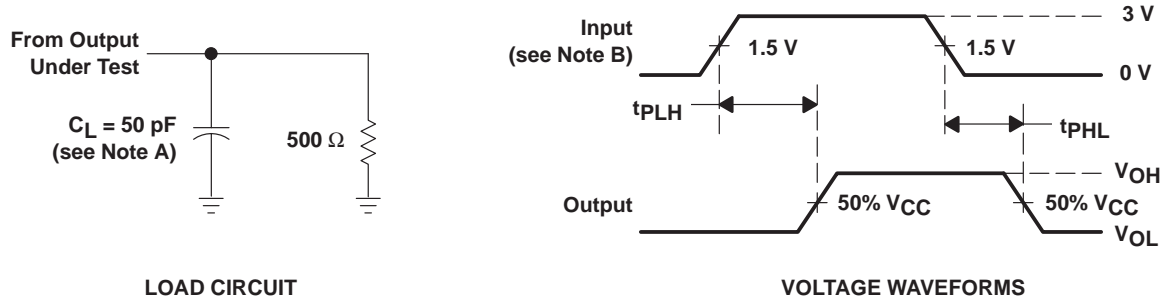 From Output
Under Test
CL = 50 pF
(see Note A)
500 Ω
LOAD CIRCUIT
Input
(see Note B)
1.5 V
1.5 V
3 V
0 V
tPLH
tPHL
Output
50% VCC
50% VCC
VOH
VOL
VOLTAGE WAVEFORMS